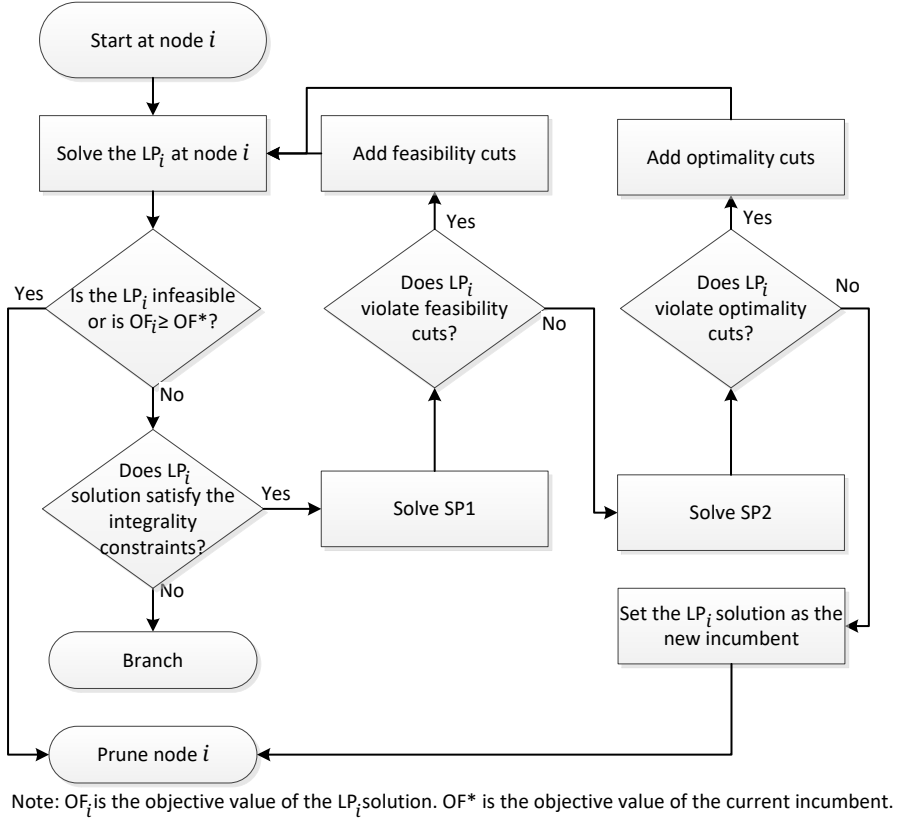 Start at node i
Solve the LPi at node i
Add feasibility cuts
Add optimality cuts
Yes
Yes
Yes
Is the LPi infeasible
or is OFi≥ OF*?
Does LPi
violate feasibility
cuts?
No
Does LPi
violate optimality
cuts?
No
No
Does LPi
solution satisfy the
integrality
constraints?
Yes
Solve SP1
Solve SP2
No
Branch
Set the LPi solution as the
new incumbent
Prune node i
Note: OFi is the objective value of the LPi solution. OF* is the objective value of the current incumbent.